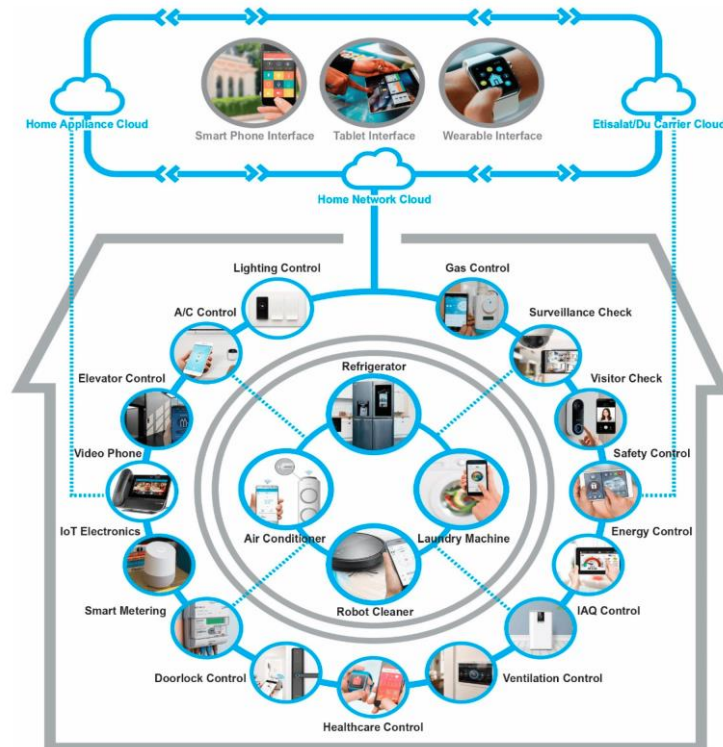 Smart Phone Interface
Tablet Interface
Wearable Interface
Home Appliance Cloud
Etisalat/Du Carrier Cloud
Home Network Cloud
Lighting Control
Gas Control
A/C Control
Surveillance Check
Refrigerator
Elevator Control
Visitor Check
Video Phone
Safety Control
IoT Electronics
Air Conditioner
Laundry Machine
Energy Control
Smart Metering
Robot Cleaner
IAQ Control
Doorlock Control
Ventilation Control
Healthcare Control